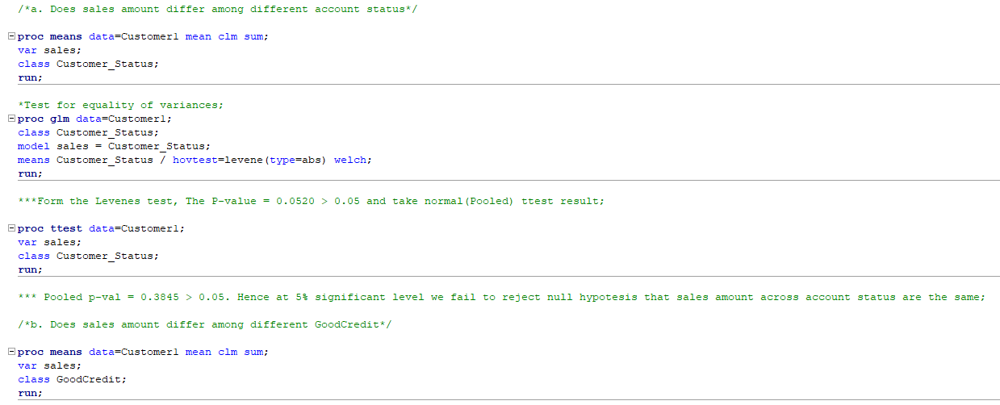 /*a. Does sales amount differ among different account status*/
proc means data=Customer1 mean clm sum;
var sales;
class Customer_Status;
run;
*Test for equality of variances;
proc glm data=Customer1;
class Customer_Status;
model sales = Customer_Status;
means Customer_Status / hovtest=levene(type=abs) welch;
run;
***Form the Levenes test, The P-value = 0.0520 > 0.05 and take normal(Pooled) ttest result;
proc ttest data=Customer1;
var sales;
class Customer_Status;
run;
*** Pooled p-val = 0.3845 > 0.05. Hence at 5% significant level we fail to reject null hypotesis that sales amount across account status are the same;
/*b. Does sales amount differ among different GoodCredit*/
proc means data=Customer1 mean clm sum;
var sales;
class GoodCredit;
run;